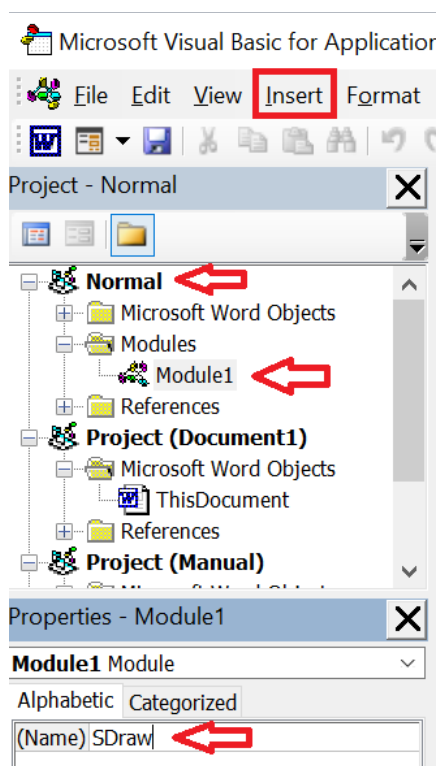 Microsoft Visual Basic for Application
File Edit View Insert Format
Project - Normal
Normal
Microsoft Word Objects
Modules
Module1
References
Project (Document1)
Microsoft Word Objects
ThisDocument
References
Project (Manual)
Properties - Module1
Module1 Module
Alphabetic Categorized
(Name) SDraw